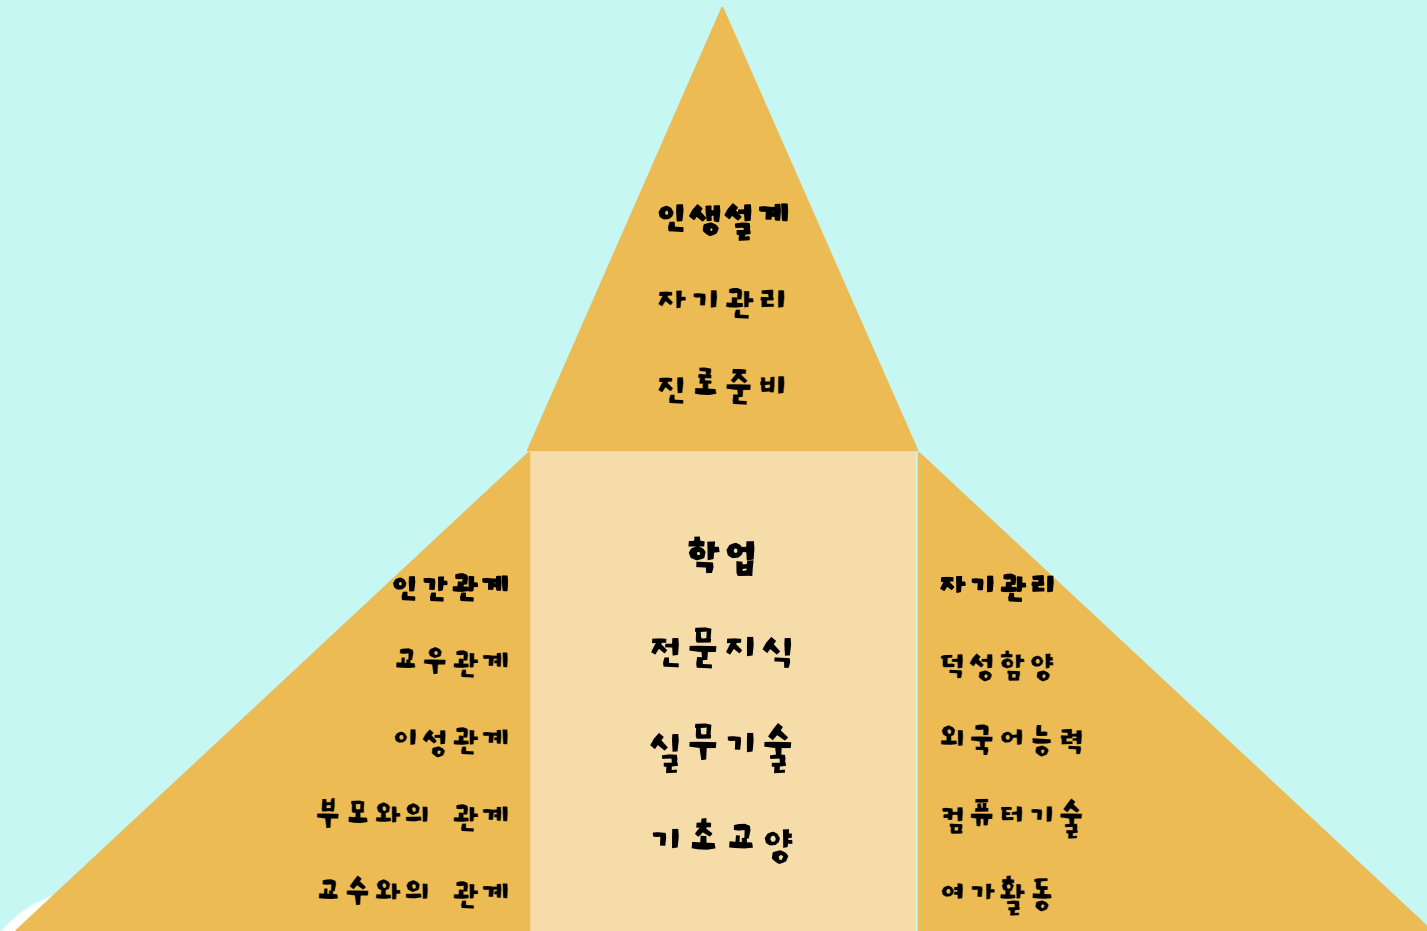 인생설계
자기관리
진로준비
인간관계
교우관계
이성관계
부모와의 관계
교수와의 관계
학업
전문지식
실무기술
기초교양
자기관리
덕성함양
외국어능력
컴퓨터기술
여가활동